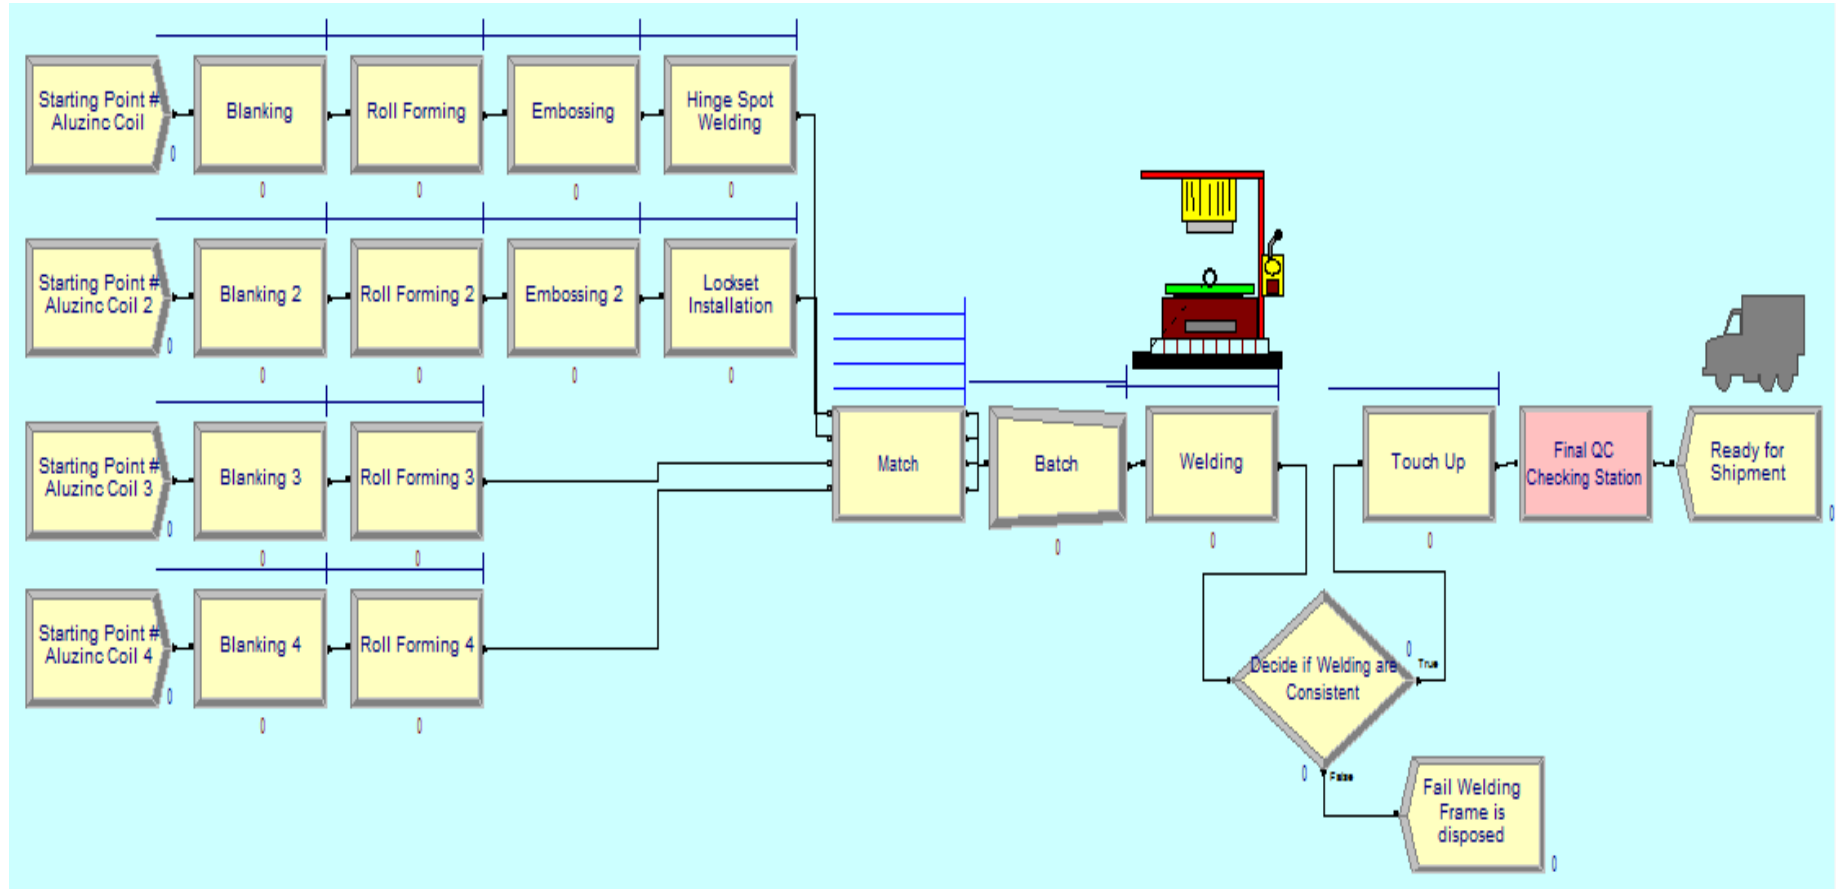 Starting Point #
Aluzinc Coil
0
Blanking
0
Roll Forming
0
Embossing
0
Hinge Spot
Welding
0
Starting Point #
Aluzinc Coil 2
0
Blanking 2
0
Roll Forming 2
0
Embossing 2
0
Lockset
Installation
0
Starting Point #
Aluzinc Coil 3
0
Blanking 3
0
Roll Forming 3
0
Starting Point #
Aluzinc Coil 4
0
Blanking 4
0
Roll Forming 4
0
Match
Batch
0
Welding
0
Decide if Welding are
Consistent
0
True
0
False
Touch Up
0
Final QC
Checking Station
Ready for
Shipment
0
Fail Welding
Frame is
disposed
0